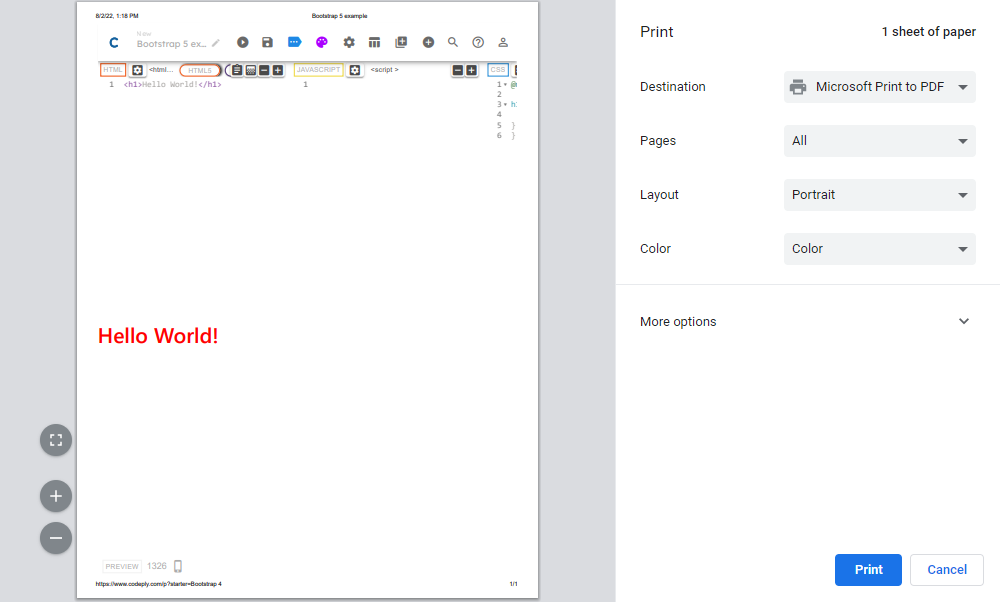 8/2/22, 1:18 PM Bootstrap 5 example
New
Bootstrap 5 ex...
HTML <html... HTML5 JAVASCRIPT <script > CSS
1 <h1>Hello World!</h1> 1 1
2
3 h
4
5 }
6 }
Hello World!
PREVIEW 1326
https://www.codeply.com/p?starter=Bootstrap 4 1/1
Print 1 sheet of paper
Destination Microsoft Print to PDF
Pages All
Layout Portrait
Color Color
More options
Print Cancel